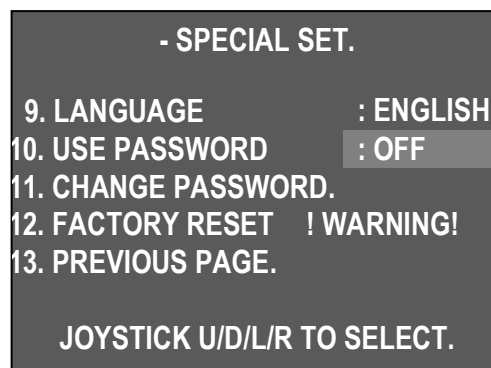 - SPECIAL SET.
9. LANGUAGE : ENGLISH
10. USE PASSWORD : OFF
11. CHANGE PASSWORD.
12. FACTORY RESET ! WARNING!
13. PREVIOUS PAGE.
JOYSTICK U/D/L/R TO SELECT.